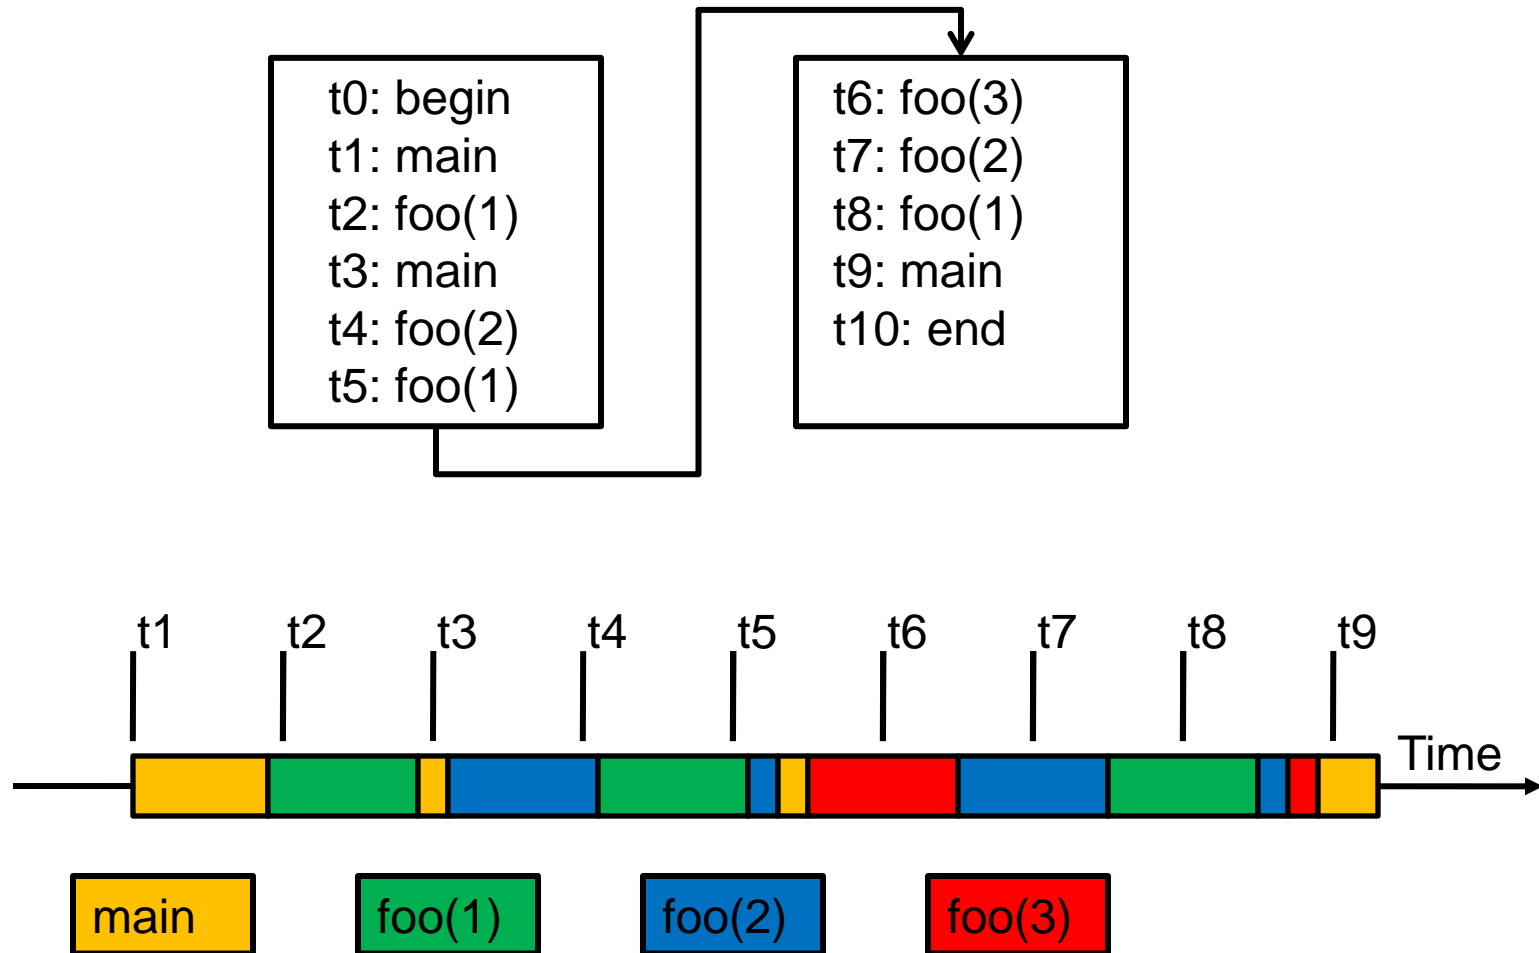 t0: begin
t1: main
t2: foo(1)
t3: main
t4: foo(2)
t5: foo(1)
t6: foo(3)
t7: foo(2)
t8: foo(1)
t9: main
t10: end
t1 t2 t3 t4 t5 t6 t7 t8 t9
Time
main foo(1) foo(2) foo(3)